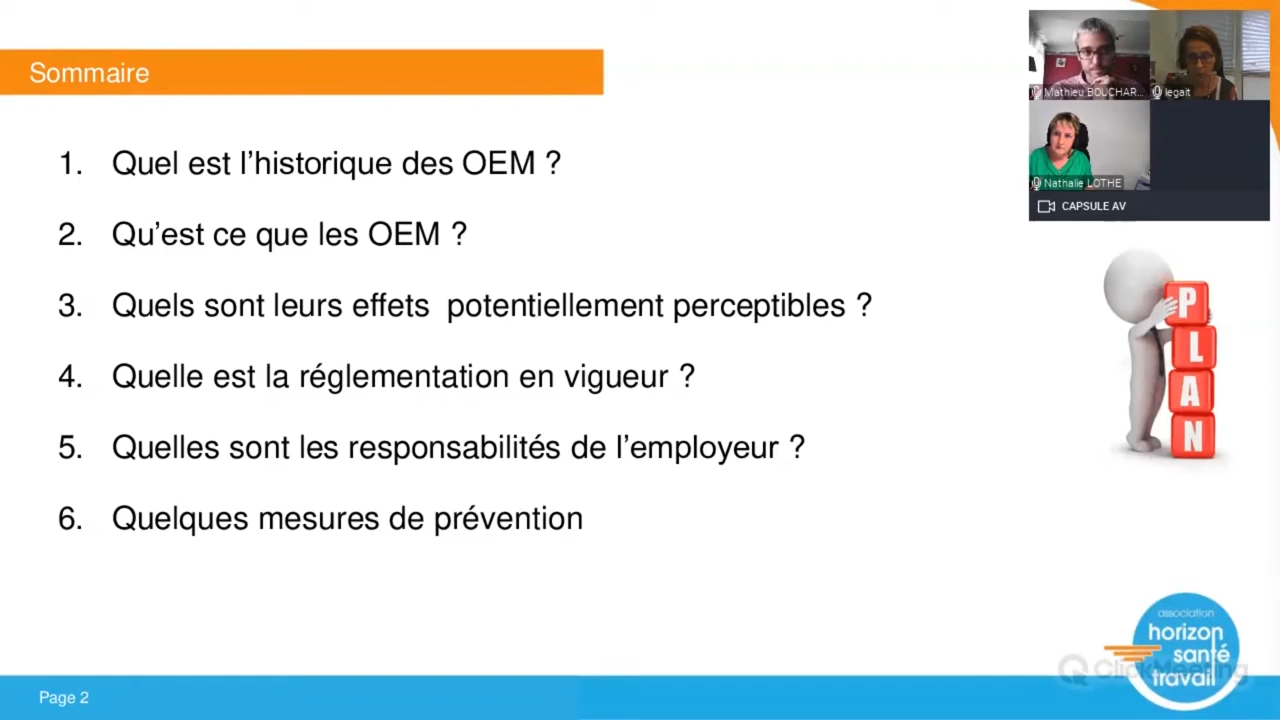 Sommaire
1. Quel est l’historique des OEM ?
2. Qu’est ce que les OEM ?
3. Quels sont leurs effets  potentiellement perceptibles ?
4. Quelle est la réglementation en vigueur ?
5. Quelles sont les responsabilités de l’employeur ?
6. Quelques mesures de prévention
Mathieu BOUCHAR...
legait
Nathalie LOTHE
CAPSULE AV
P
L
A
N
association
horizon
santé
travail
ClickMeeting
Page 2